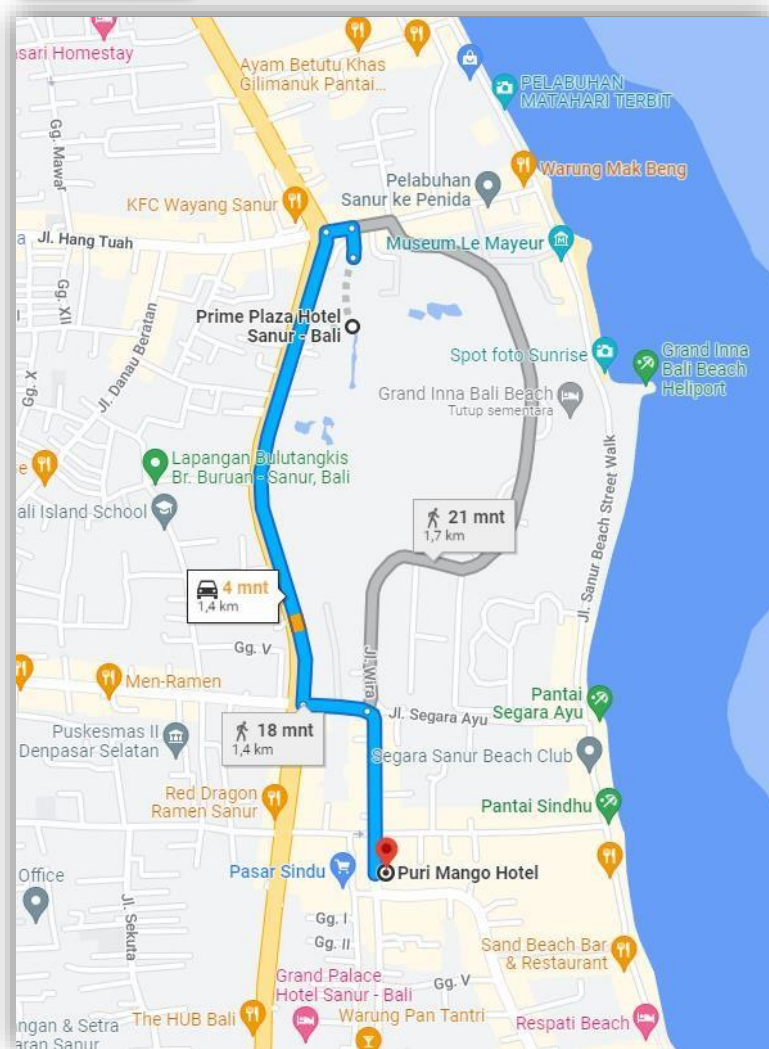 sari Homestay
Ayam Betutu Khas
Gilimanuk Pantai...
PELABUHAN
MATAHARI TERBIT
Gg. Mawar
Warung Mak Beng
Pelabuhan
Sanur ke Penida
KFC Wayang Sanur
Jl. Hang Tuah
Museum Le Mayeur
Gg. XII
Prime Plaza Hotel
Sanur - Bali
Jl. Danau Beratan
Spot foto Sunrise
Grand Inna
Bali Beach
Heliport
Gg. X
Grand Inna Bali Beach
Tutup sementara
Lapangan Bulutangkis
Br. Buruan - Sanur, Bali
ali Island School
21 mnt
1,7 km
Jl. Sanur Beach Street Walk
4 mnt
1,4 km
Gg. V
Jl. Wira
Men-Ramen
Jl. Segara Ayu
Pantai
Segara Ayu
18 mnt
1,4 km
Puskesmas II
Denpasar Selatan
Segara Sanur Beach Club
Red Dragon
Ramen Sanur
Pantai Sindhu
Pasar Sindu
Puri Mango Hotel
Office
Jl. Sekuta
Gg. I
Gg. II
Sand Beach Bar
& Restaurant
Grand Palace
Hotel Sanur - Bali
Gg. V
The HUB Bali
Warung Pan Tantri
Respati Beach
ngan & Setra
aran Sanur